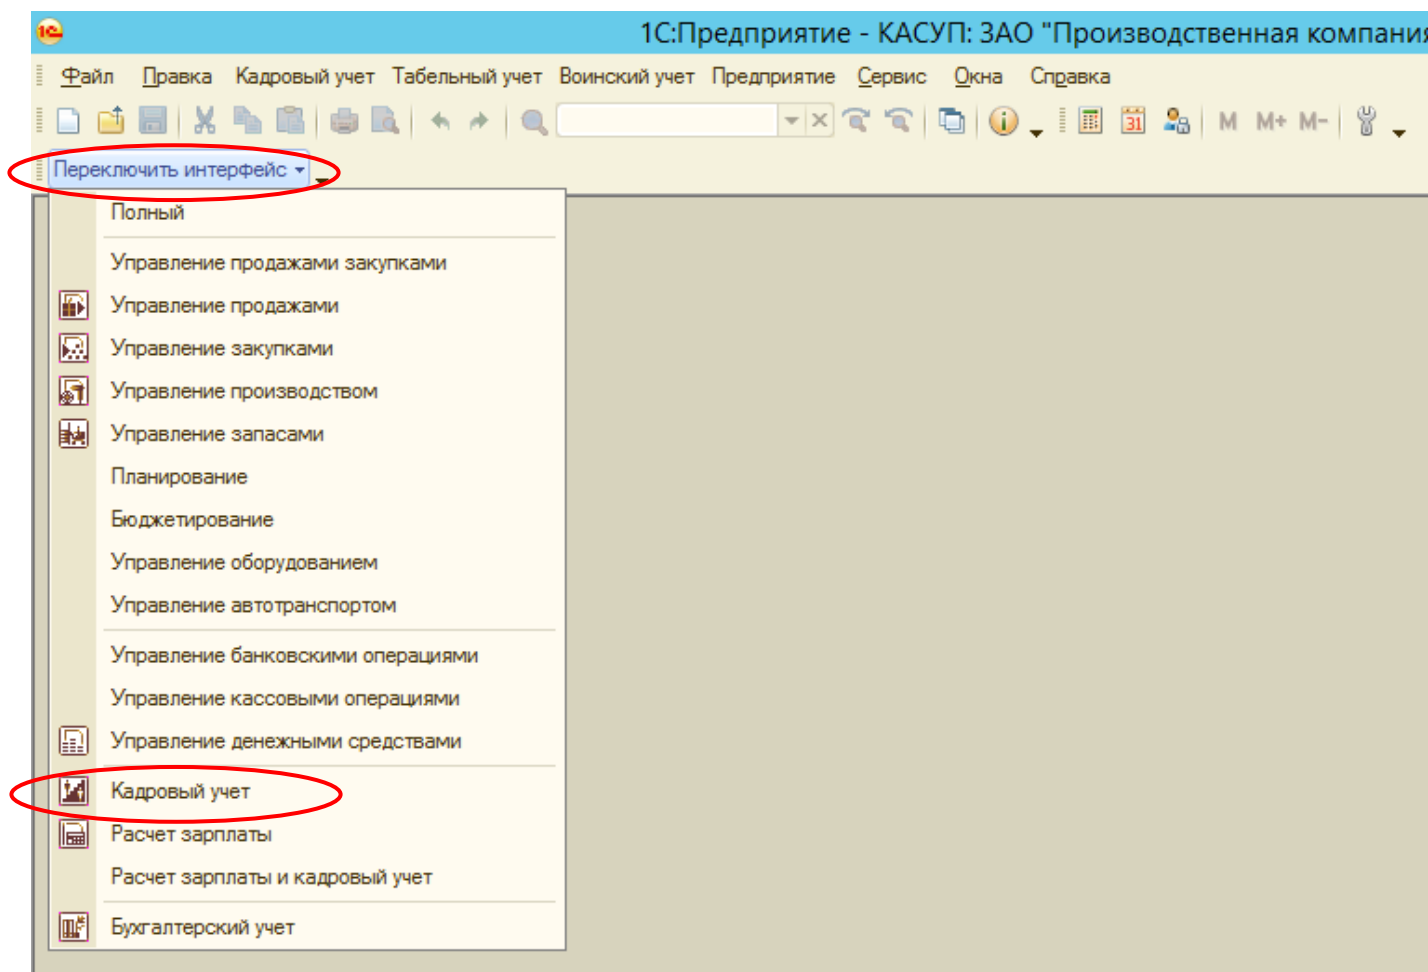 1С:Предприятие - КАСУП: ЗАО "Производственная компания
Файл Правка Кадровый учет Табельный учет Воинский учет Предприятие Сервис Окна Справка
31 M M+ M-
Переключить интерфейс
Полный
Управление продажами закупками
Управление продажами
Управление закупками
Управление производством
Управление запасами
Планирование
Бюджетирование
Управление оборудованием
Управление автотранспортом
Управление банковскими операциями
Управление кассовыми операциями
Управление денежными средствами
Кадровый учет
Расчет зарплаты
Расчет зарплаты и кадровый учет
Бухгалтерский учет